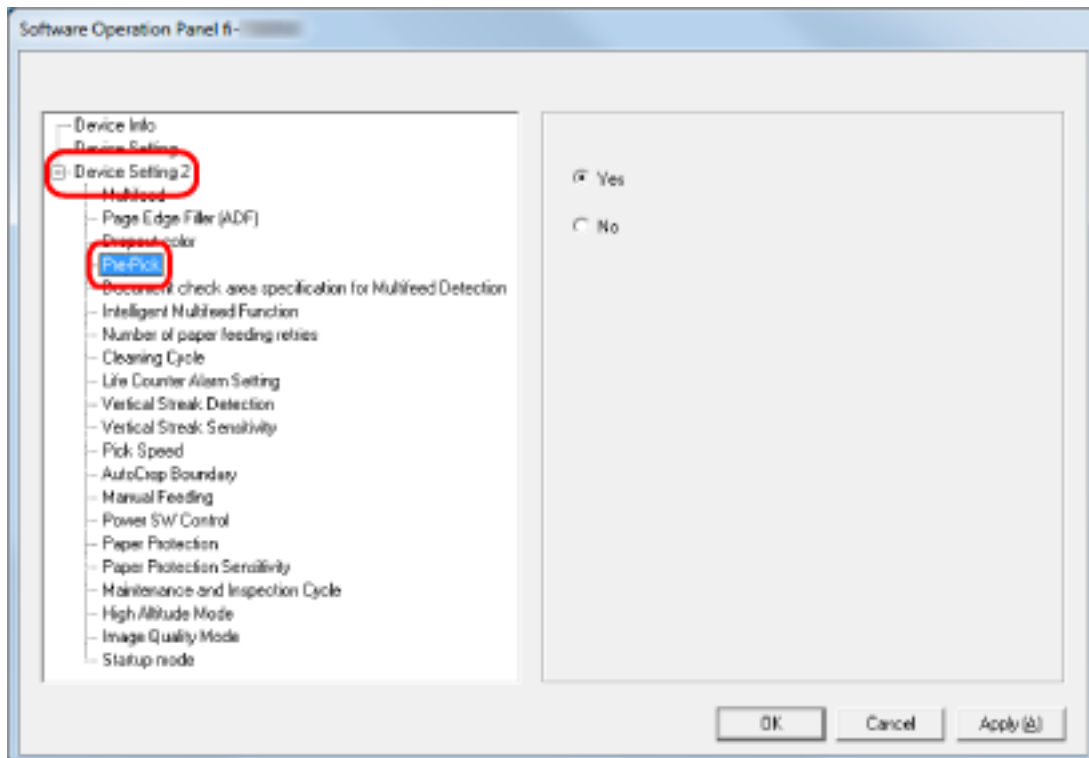 Software Operation Panel fi-
Device Info
Device Setting
Device Setting 2
Multifeed
Page Edge Filler (ADF)
Dropout color
Pre-Pick
Document check area specification for Multifeed Detection
Intelligent Multifeed Function
Number of paper feeding retries
Cleaning Cycle
Life Counter Alarm Setting
Vertical Streak Detection
Vertical Streak Sensitivity
Pick Speed
AutoCrop Boundary
Manual Feeding
Power SW Control
Paper Protection
Paper Protection Sensitivity
Maintenance and Inspection Cycle
High Altitude Mode
Image Quality Mode
Startup mode
Yes
No
OK Cancel Apply (A)